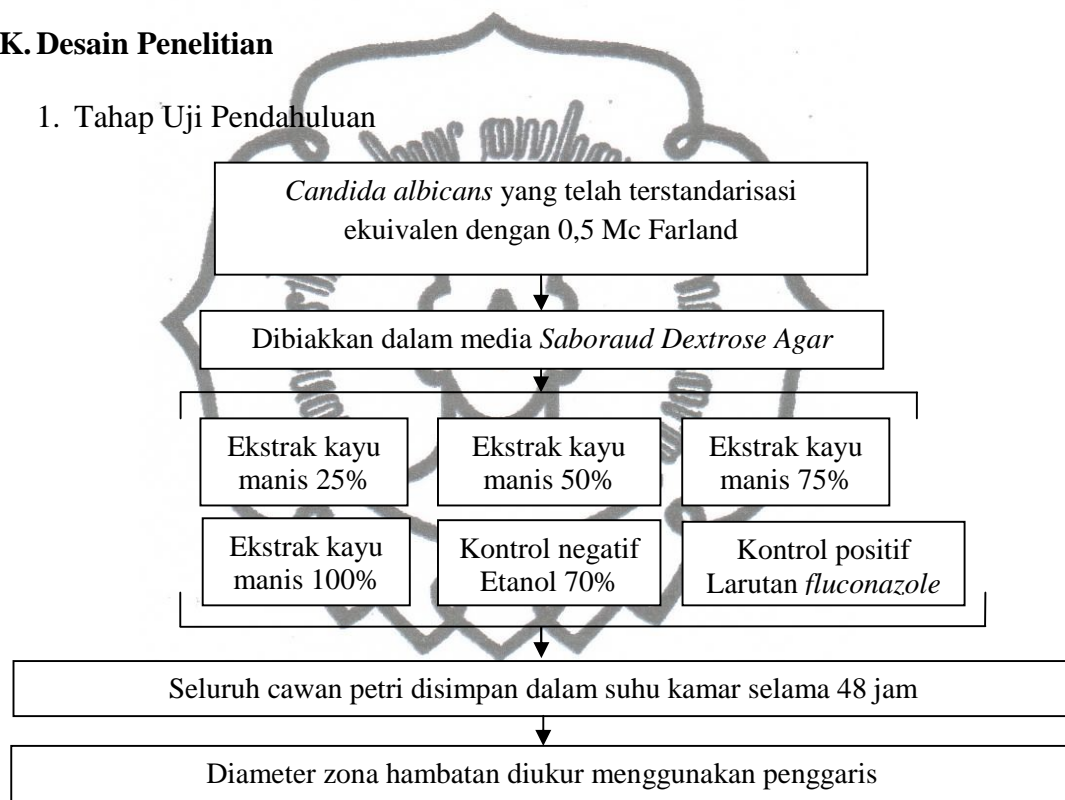 K. Desain Penelitian
1. Tahap Uji Pendahuluan
Candida albicans yang telah terstandarisasi
ekuivalen dengan 0,5 Mc Farland
Dibiakkan dalam media Saboraud Dextrose Agar
Ekstrak kayu
manis 25%
Ekstrak kayu
manis 50%
Ekstrak kayu
manis 75%
Ekstrak kayu
manis 100%
Kontrol negatif
Etanol 70%
Kontrol positif
Larutan fluconazole
Seluruh cawan petri disimpan dalam suhu kamar selama 48 jam
Diameter zona hambatan diukur menggunakan penggaris